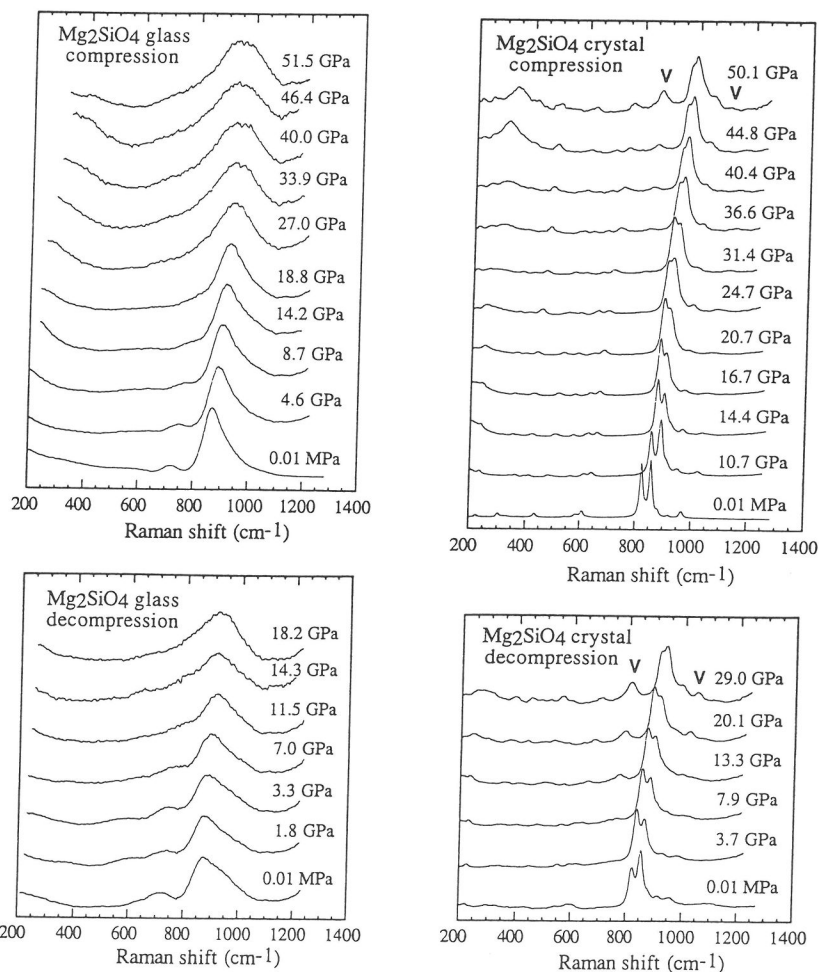 Mg2SiO4 glass
compression
51.5 GPa
46.4 GPa
40.0 GPa
33.9 GPa
27.0 GPa
18.8 GPa
14.2 GPa
8.7 GPa
4.6 GPa
0.01 MPa
200 400 600 800 1000 1200 1400
Raman shift (cm-1)
Mg2SiO4 crystal
compression
V
50.1 GPa
V
44.8 GPa
40.4 GPa
36.6 GPa
31.4 GPa
24.7 GPa
20.7 GPa
16.7 GPa
14.4 GPa
10.7 GPa
0.01 MPa
200 400 600 800 1000 1200 1400
Raman shift (cm-1)
Mg2SiO4 glass
decompression
18.2 GPa
14.3 GPa
11.5 GPa
7.0 GPa
3.3 GPa
1.8 GPa
0.01 MPa
200 400 600 800 1000 1200 1400
Raman shift (cm-1)
Mg2SiO4 crystal
decompression
V V
29.0 GPa
20.1 GPa
13.3 GPa
7.9 GPa
3.7 GPa
0.01 MPa
200 400 600 800 1000 1200 1400
Raman shift (cm-1)